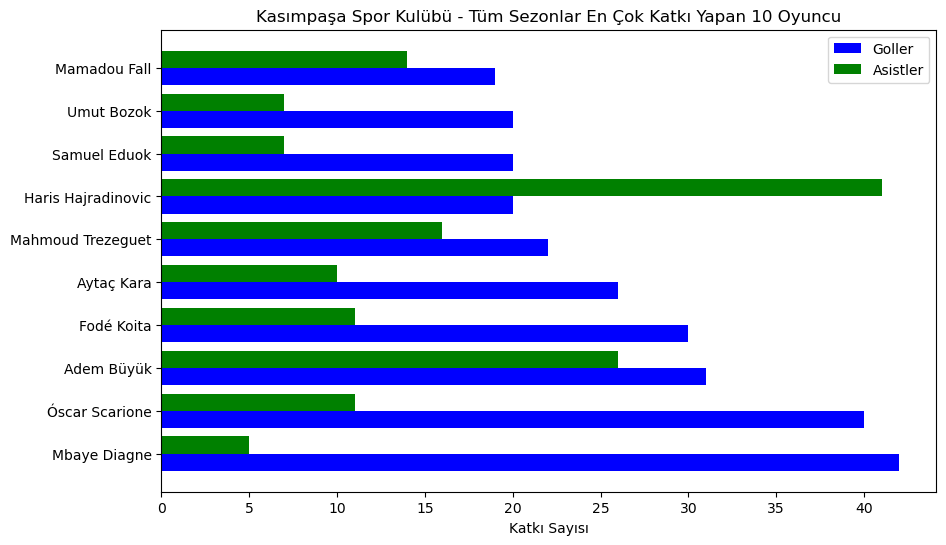 Kasımpaşa Spor Kulübü - Tüm Sezonlar En Çok Katkı Yapan 10 Oyuncu
Goller
Asistler
Mamadou Fall
Umut Bozok
Samuel Eduok
Haris Hajradinovic
Mahmoud Trezeguet
Aytaç Kara
Fodé Koita
Adem Büyük
Óscar Scarione
Mbaye Diagne
0 5 10 15 20 25 30 35 40
Katkı Sayısı